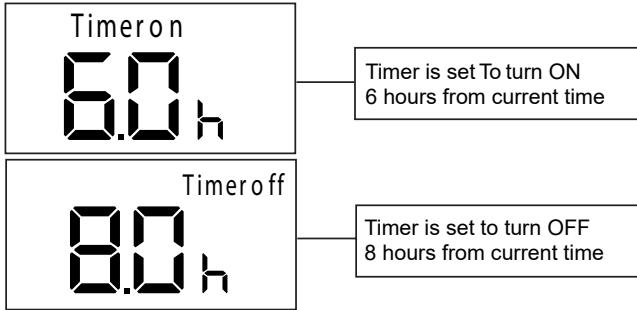 Timer on
6.0 h
Timer is set To turn ON
6 hours from current time
Timer off
8.0 h
Timer is set to turn OFF
8 hours from current time